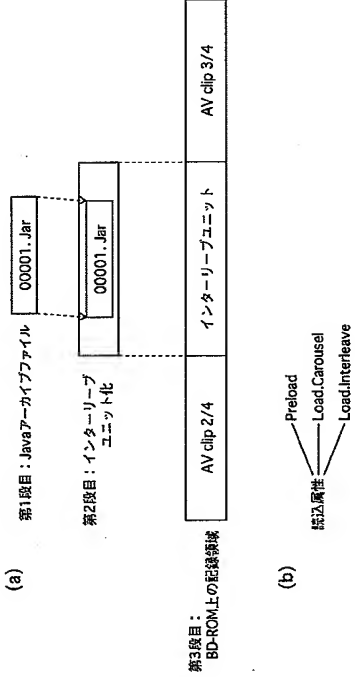 (a)
第1段目：Javaアーカイブファイル
00001. Jar
第2段目：インターリーブ
ユニット化
00001. Jar
第3段目：
BD-ROM上の記録領域
AV clip 2/4
インターリーブユニット
AV clip 3/4
(b)
読込属性
Preload
Load.Carousel
Load.Interleave